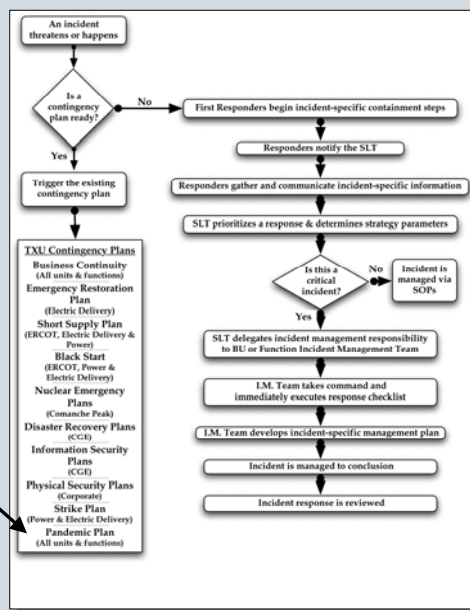 An incident
threatens or happens
Is a
contingency
plan ready?
No
Yes
Trigger the existing
contingency plan
TXU Contingency Plans
Business Continuity
(All units & functions)
Emergency Restoration
Plan
(Electric Delivery)
Short Supply Plan
(ERCOT, Electric Delivery &
Power)
Black Start
(ERCOT, Power &
Electric Delivery)
Nuclear Emergency
Plans
(Comanche Peak)
Disaster Recovery Plans
(CGE)
Information Security
Plans
(CGE)
Physical Security Plans
(Corporate)
Strike Plan
(Power & Electric Delivery)
Pandemic Plan
(All units & functions)
First Responders begin incident-specific containment steps
Responders notify the SLT
Responders gather and communicate incident-specific information
SLT prioritizes a response & determines strategy parameters
Is this a
critical
incident?
No
Incident is
managed via
SOPs
Yes
SLT delegates incident management responsibility
to BU or Function Incident Management Team
I.M. Team takes command and
immediately executes response checklist
I.M. Team develops incident-specific management plan
Incident is managed to conclusion
Incident response is reviewed